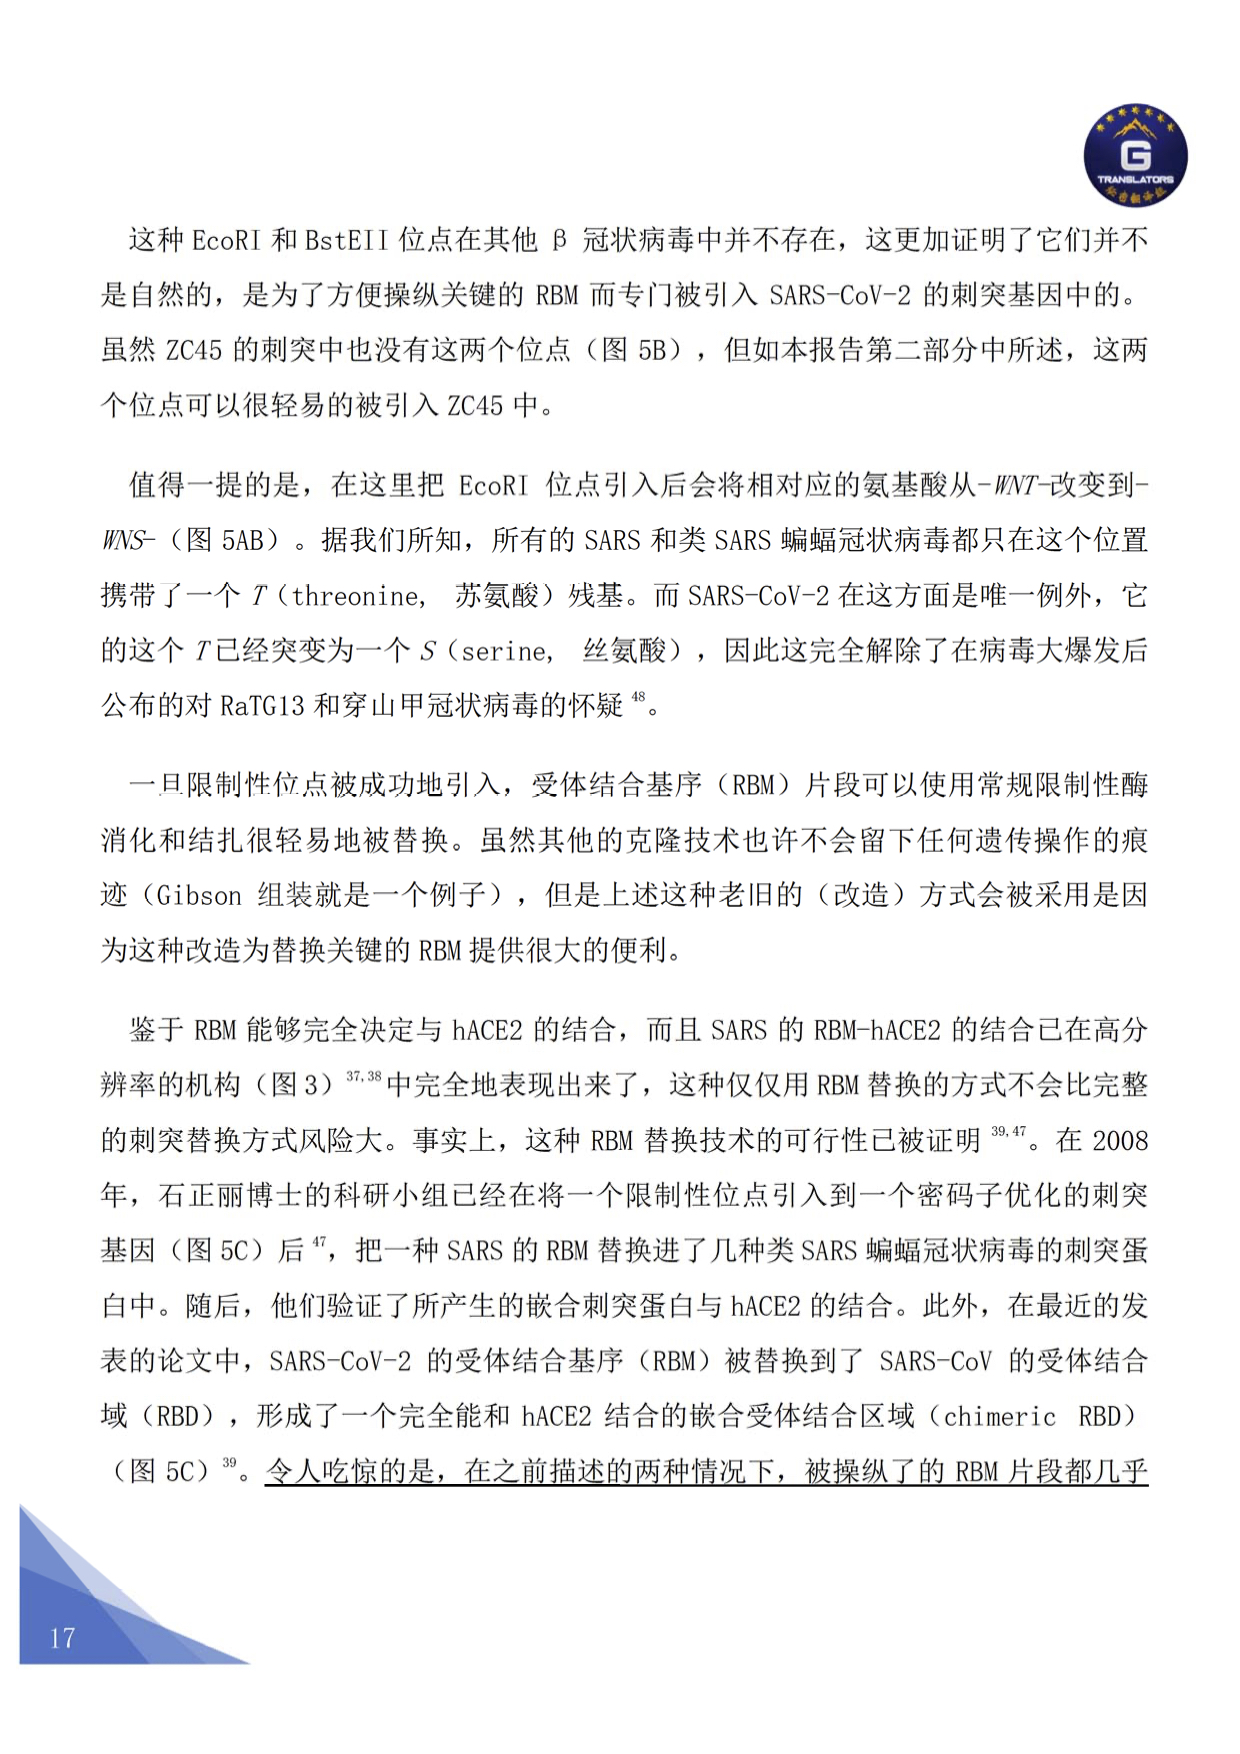 G
TRANSLATORS
这种 EcoRI 和 BstEII 位点在其他 β 冠状病毒中并不存在，这更加证明了它们并不
是自然的，是为了方便操纵关键的 RBM 而专门被引入 SARS-CoV-2 的刺突基因中的。
虽然 ZC45 的刺突中也没有这两个位点（图 5B），但如本报告第二部分中所述，这两
个位点可以很轻易的被引入 ZC45 中。
值得一提的是，在这里把 EcoRI 位点引入后会将相对应的氨基酸从-WNT-改变到-
WNS-（图 5AB）。据我们所知，所有的 SARS 和类 SARS 蝙蝠冠状病毒都只在这个位置
携带了一个 T（threonine, 苏氨酸）残基。而 SARS-CoV-2 在这方面是唯一例外，它
的这个 T 已经突变为一个 S（serine, 丝氨酸），因此这完全解除了在病毒大爆发后
公布的对 RaTG13 和穿山甲冠状病毒的怀疑 48。
一旦限制性位点被成功地引入，受体结合基序（RBM）片段可以使用常规限制性酶
消化和结扎很轻易地被替换。虽然其他的克隆技术也许不会留下任何遗传操作的痕
迹（Gibson 组装就是一个例子），但是上述这种老旧的（改造）方式会被采用是因
为这种改造为替换关键的 RBM 提供很大的便利。
鉴于 RBM 能够完全决定与 hACE2 的结合，而且 SARS 的 RBM-hACE2 的结合已在高分
辨率的机构（图 3）37,38 中完全地表现出来了，这种仅仅用 RBM 替换的方式不会比完整
的刺突替换方式风险大。事实上，这种 RBM 替换技术的可行性已被证明 39,47。在 2008
年，石正丽博士的科研小组已经在将一个限制性位点引入到一个密码子优化的刺突
基因（图 5C）后 47，把一种 SARS 的 RBM 替换进了几种类 SARS 蝙蝠冠状病毒的刺突蛋
白中。随后，他们验证了所产生的嵌合刺突蛋白与 hACE2 的结合。此外，在最近的发
表的论文中，SARS-CoV-2 的受体结合基序（RBM）被替换到了 SARS-CoV 的受体结合
域（RBD），形成了一个完全能和 hACE2 结合的嵌合受体结合区域（chimeric RBD）
（图 5C）39。令人吃惊的是，在之前描述的两种情况下，被操纵了的 RBM 片段都几乎
17